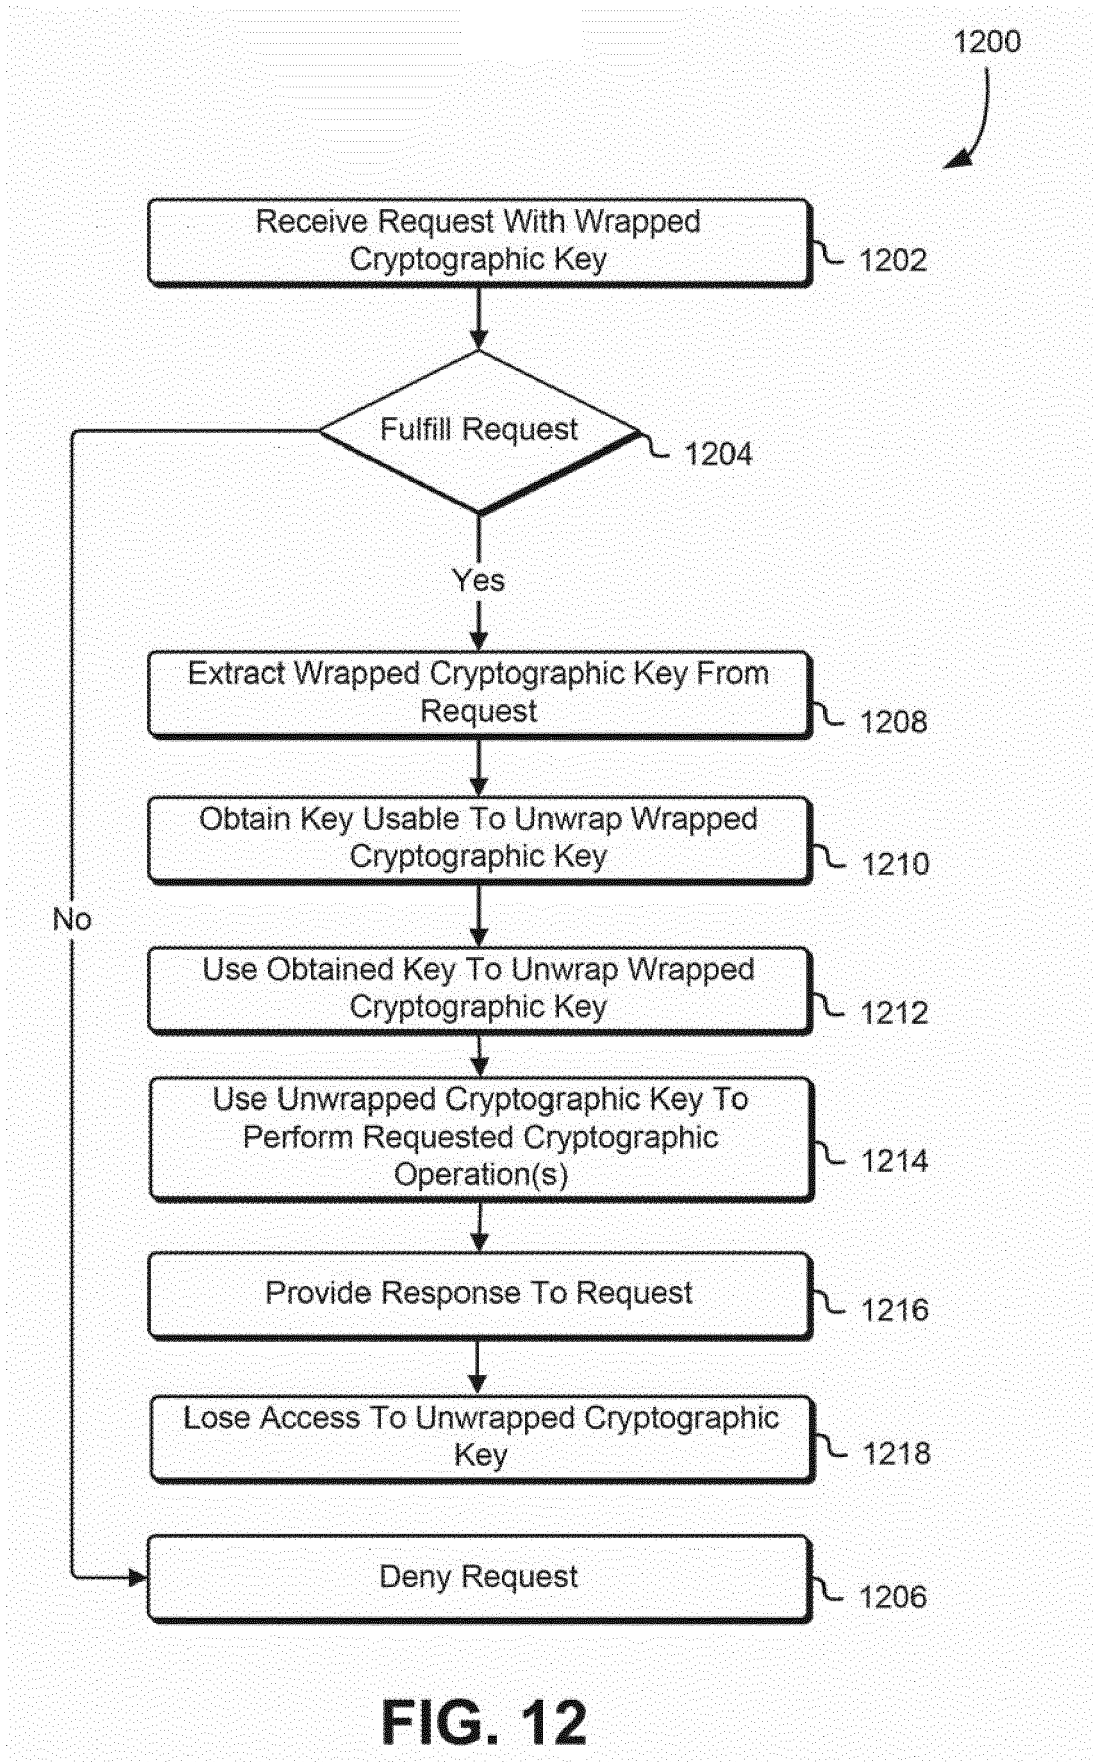 1200
Receive Request With Wrapped
Cryptographic Key
1202
Fulfill Request
1204
Yes
Extract Wrapped Cryptographic Key From
Request
1208
Obtain Key Usable To Unwrap Wrapped
Cryptographic Key
1210
No
Use Obtained Key To Unwrap Wrapped
Cryptographic Key
1212
Use Unwrapped Cryptographic Key To
Perform Requested Cryptographic
Operation(s)
1214
Provide Response To Request
1216
Lose Access To Unwrapped Cryptographic
Key
1218
Deny Request
1206
FIG. 12